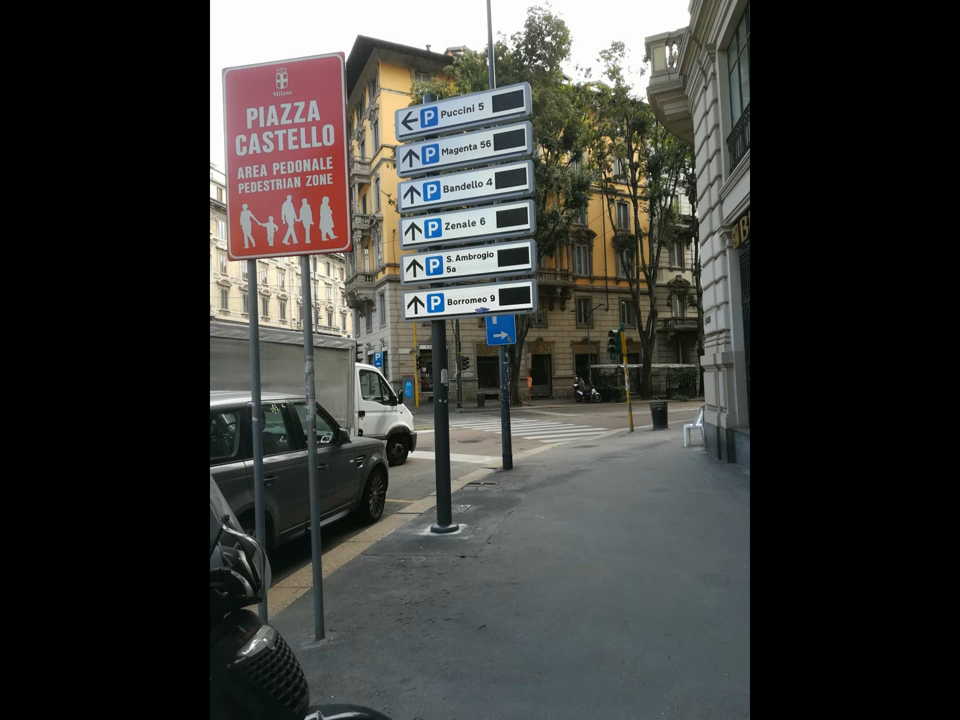 Milano
PIAZZA
CASTELLO
AREA PEDONALE
PEDESTRIAN ZONE
P Puccini 5
P Magenta 56
P Bandello 4
P Zenale 6
P S. Ambrogio
5a
P Borromeo 9
P
B